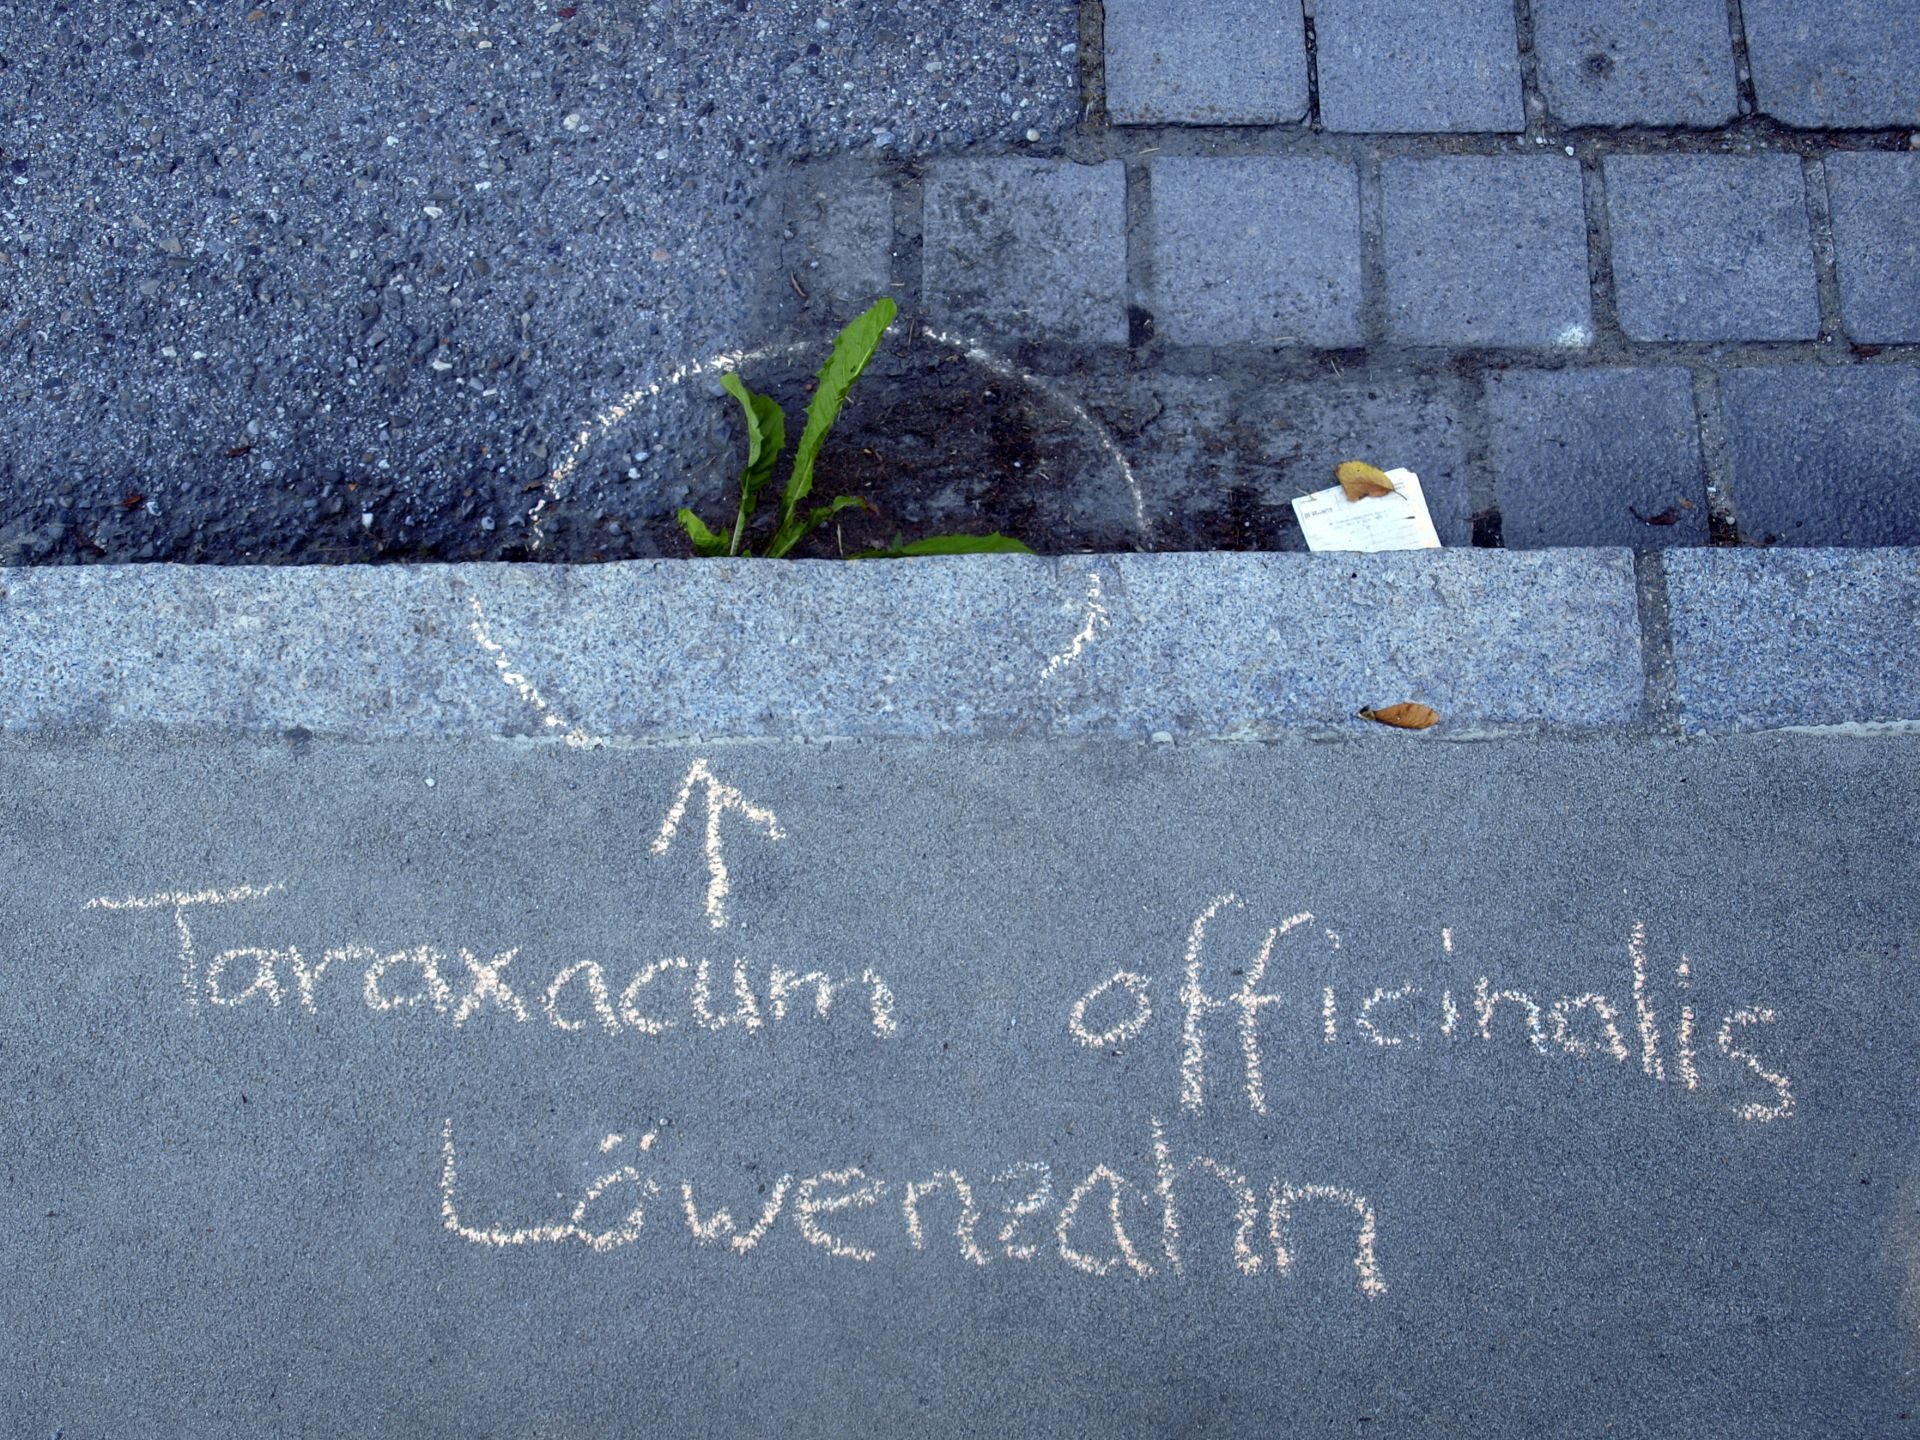 Taraxacum officinalis
Löwenzahn